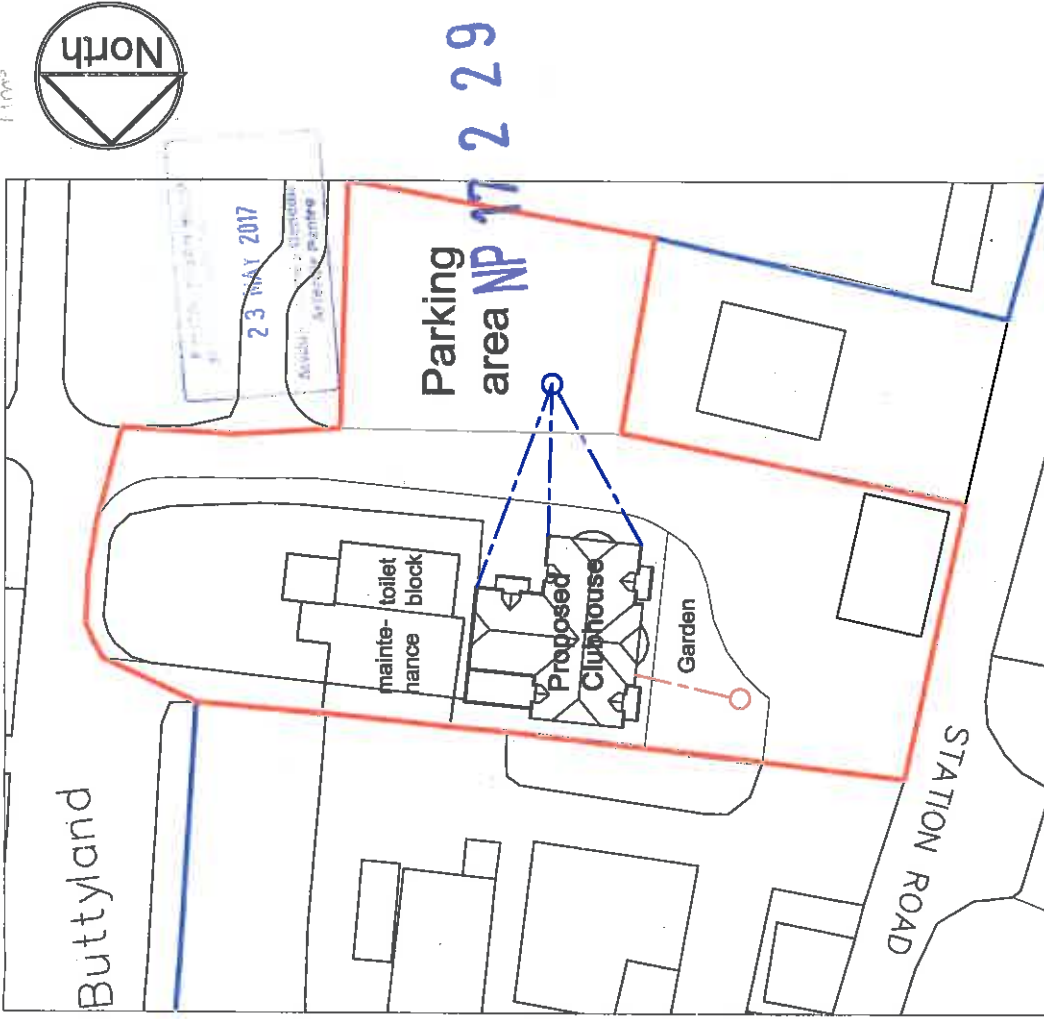 North
23 MAY 2017
NP 17 2 29
Parking
area
toilet
block
mainte-
nance
Proposed
Clubhouse
Garden
Buttyland
STATION ROAD